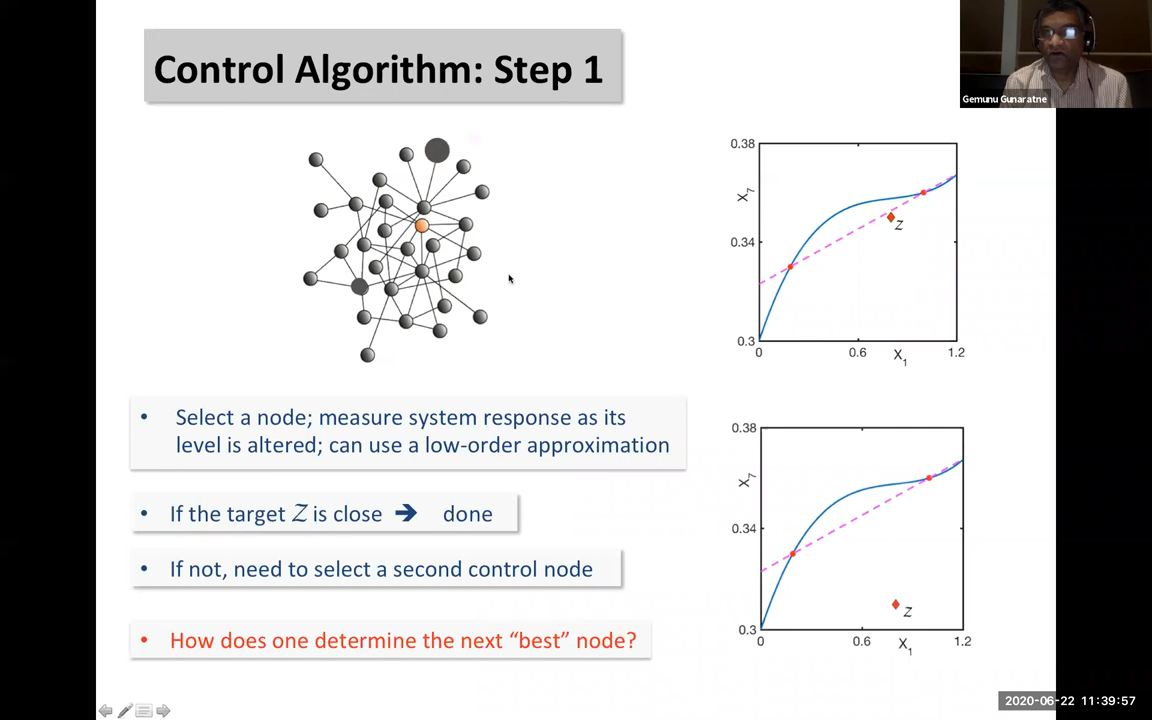 Control Algorithm: Step 1
Gemunu Gunaratne
0.38
X7
0.34
Z
0.3
0
0.6
X1
1.2
• Select a node; measure system response as its
level is altered; can use a low-order approximation
• If the target Z is close ➔ done
• If not, need to select a second control node
• How does one determine the next “best” node?
0.38
X7
0.34
Z
0.3
0
0.6
X1
1.2
2020-06-22 11:39:57